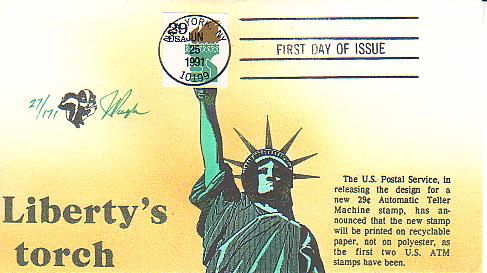 29
USA
NEW YORK, NY
JUN
25
1991
10199
FIRST DAY OF ISSUE
27/171
Pugh
The U.S. Postal Service, in
releasing the design for a
new 29¢ Automatic Teller
Machine stamp, has an-
nounced that the new stamp
will be printed on recyclable
paper, not on polyester, as
the first two U.S. ATM
stamps have been.
Liberty's
torch